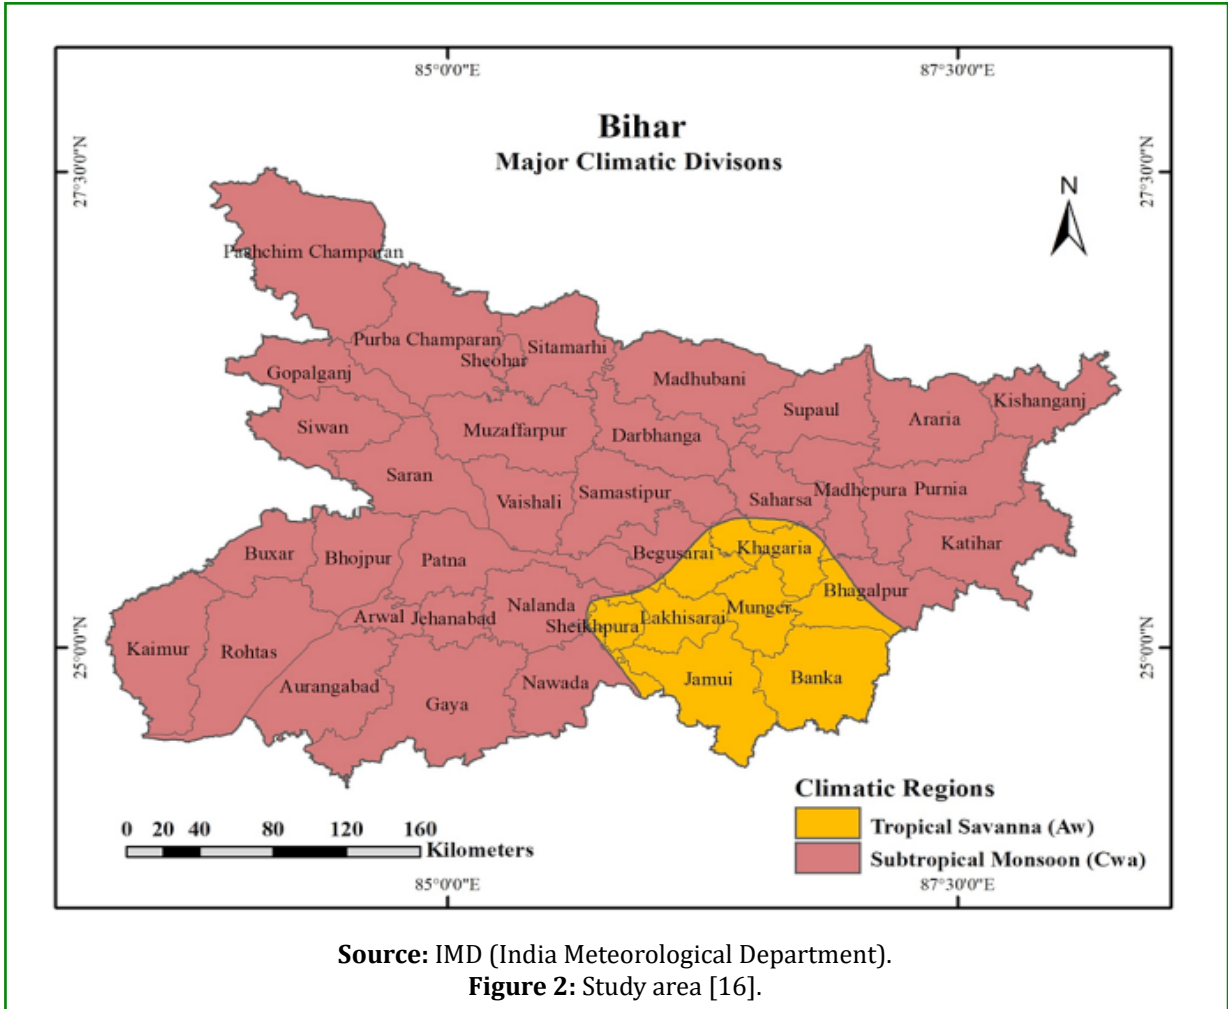 85°0'0"E
87°30'0"E
Bihar
Major Climatic Divisons
27°30'0"N
27°30'0"N
N
Pashchim Champaran
Purba Champaran
Sheohar
Sitamarhi
Gopalganj
Madhubani
Kishanganj
Siwan
Muzaffarpur
Darbhanga
Supaul
Araria
Saran
Vaishali
Samastipur
Saharsa
Madhepura
Purnia
Buxar
Bhojpur
Patna
Begusarai
Khagaria
Katihar
Bhagalpur
Arwal
Jehanabad
Nalanda
Sheikhpura
Lakhisarai
Munger
25°0'0"N
25°0'0"N
Kaimur
Rohtas
Aurangabad
Gaya
Nawada
Jamui
Banka
Climatic Regions
Tropical Savanna (Aw)
Subtropical Monsoon (Cwa)
0 20 40 80 120 160
Kilometers
85°0'0"E
87°30'0"E
Source: IMD (India Meteorological Department).
Figure 2: Study area [16].